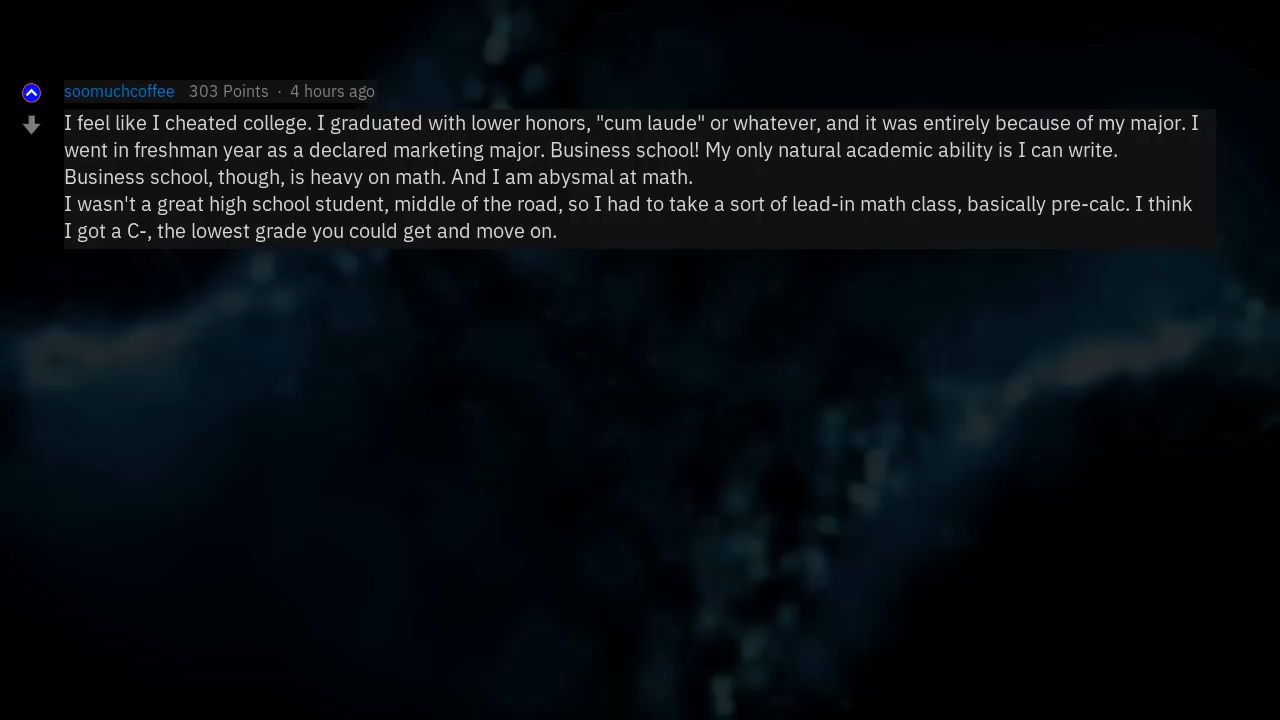 soomuchcoffee 303 Points · 4 hours ago
I feel like I cheated college. I graduated with lower honors, "cum laude" or whatever, and it was entirely because of my major. I
went in freshman year as a declared marketing major. Business school! My only natural academic ability is I can write.
Business school, though, is heavy on math. And I am abysmal at math.
I wasn't a great high school student, middle of the road, so I had to take a sort of lead-in math class, basically pre-calc. I think
I got a C-, the lowest grade you could get and move on.